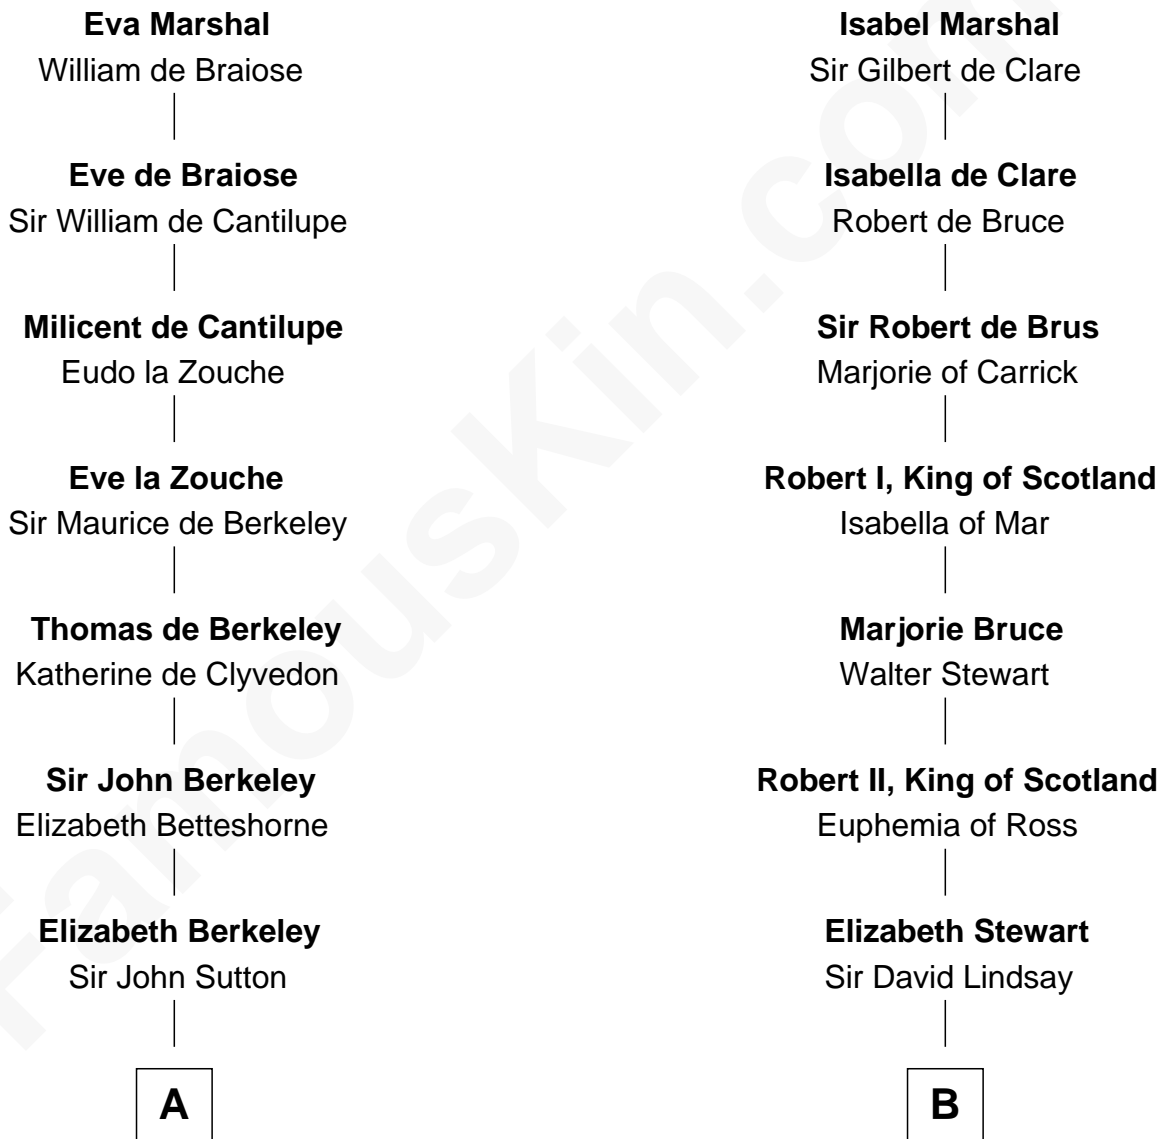 Eva Marshal
William de Braiose
Eve de Braiose
Sir William de Cantilupe
Milicent de Cantilupe
Eudo la Zouche
Eve la Zouche
Sir Maurice de Berkeley
Thomas de Berkeley
Katherine de Clyvedon
Sir John Berkeley
Elizabeth Betteshorne
Elizabeth Berkeley
Sir John Sutton
A
Isabel Marshal
Sir Gilbert de Clare
Isabella de Clare
Robert de Bruce
Sir Robert de Brus
Marjorie of Carrick
Robert I, King of Scotland
Isabella of Mar
Marjorie Bruce
Walter Stewart
Robert II, King of Scotland
Euphemia of Ross
Elizabeth Stewart
Sir David Lindsay
B
FamousKin.com